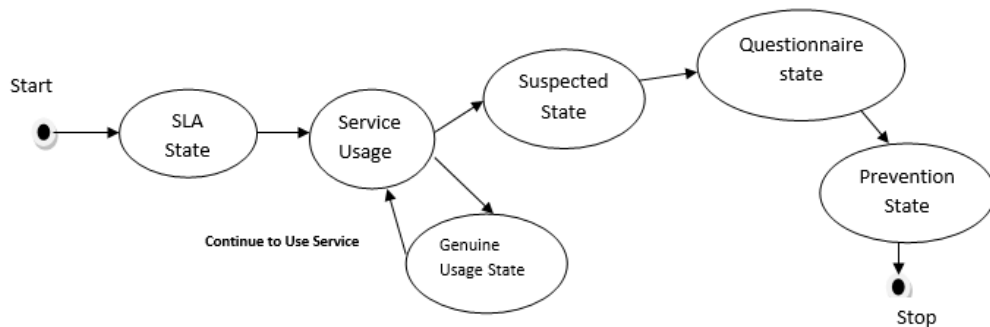 Start
SLA
State
Service
Usage
Suspected
State
Questionnaire
state
Prevention
State
Continue to Use Service
Genuine
Usage State
Stop